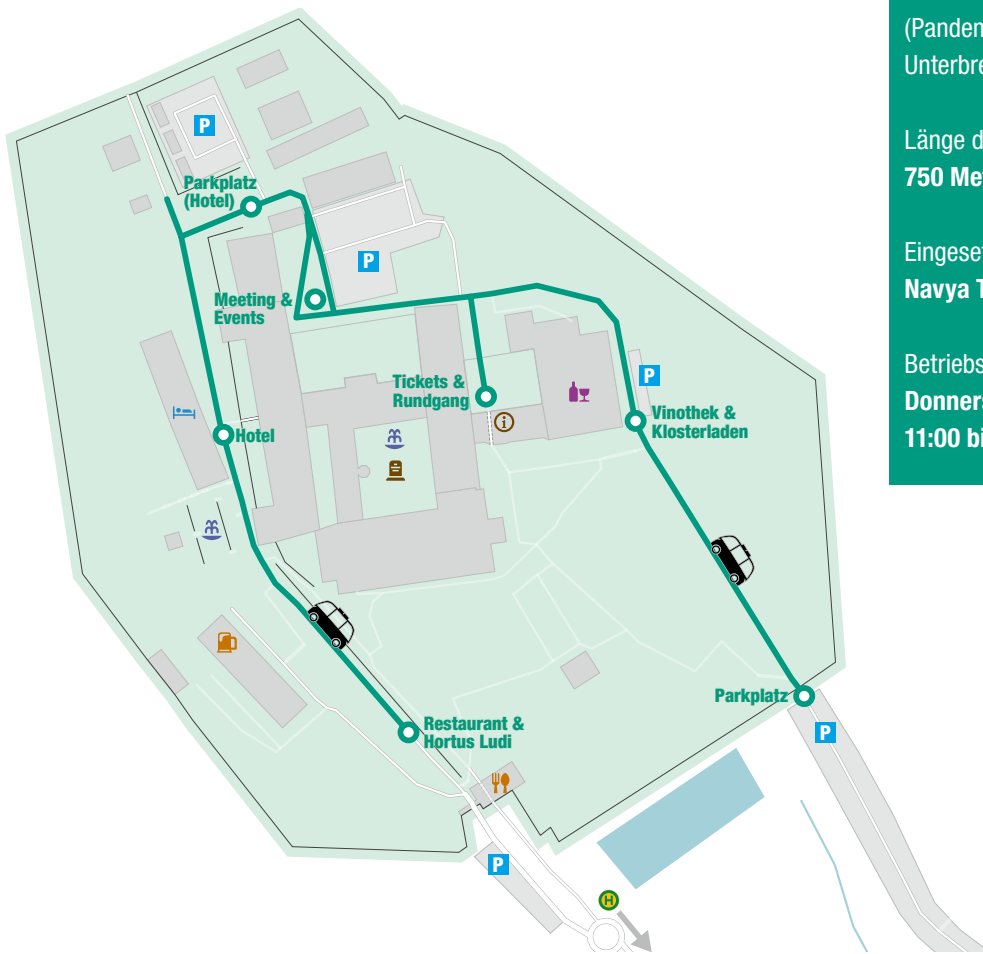 P
Parkplatz
(Hotel)
P
Meeting &
Events
Tickets &
Rundgang
P
Vinothek &
Klosterladen
i
Hotel
Parkplatz
P
Restaurant &
Hortus Ludi
P
H
(Panden
Unterbre
Länge d
750 Me
Eingese
Navya T
Betriebs
Donners
11:00 bi